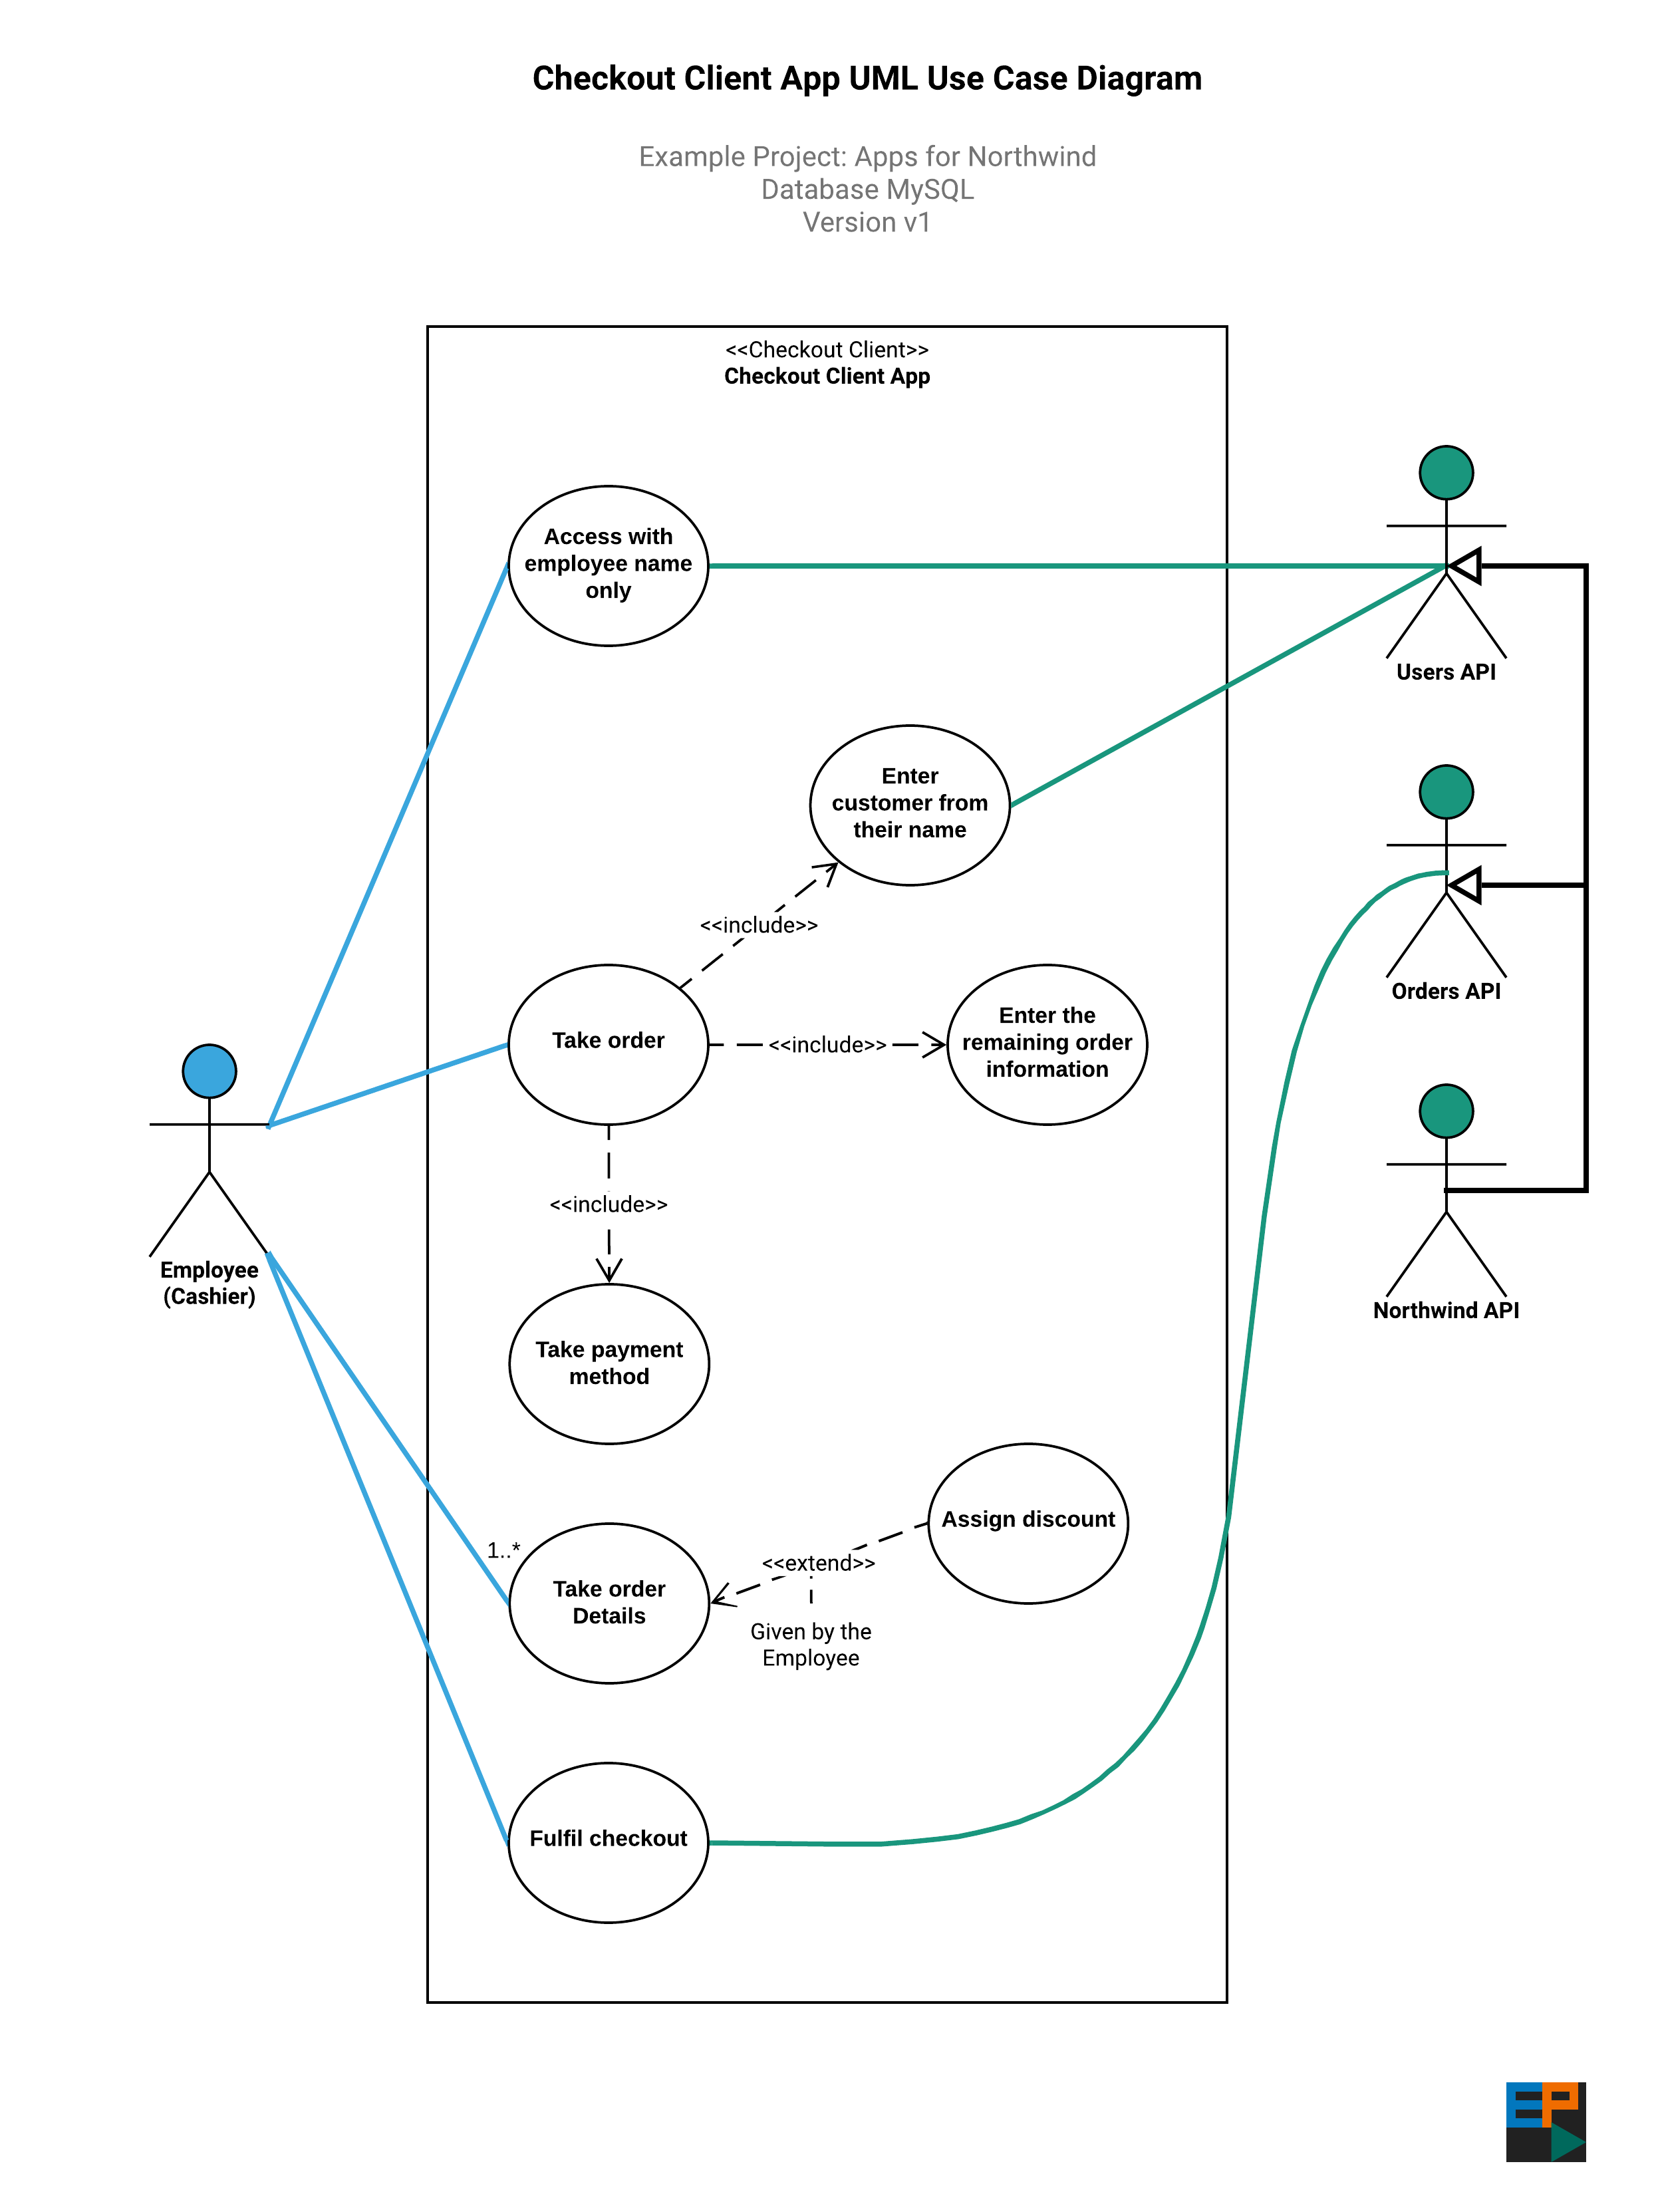 Checkout Client App UML Use Case Diagram
Example Project: Apps for Northwind
Database MySQL
Version v1
<<Checkout Client>>
Checkout Client App
Access with
employee name
only
Users API
Enter
customer from
their name
<<include>>
Orders API
Take order
<<include>>
Enter the
remaining order
information
<<include>>
Employee
(Cashier)
Northwind API
Take payment
method
Assign discount
1..*
<<extend>>
Take order
Details
Given by the
Employee
Fulfil checkout
EP